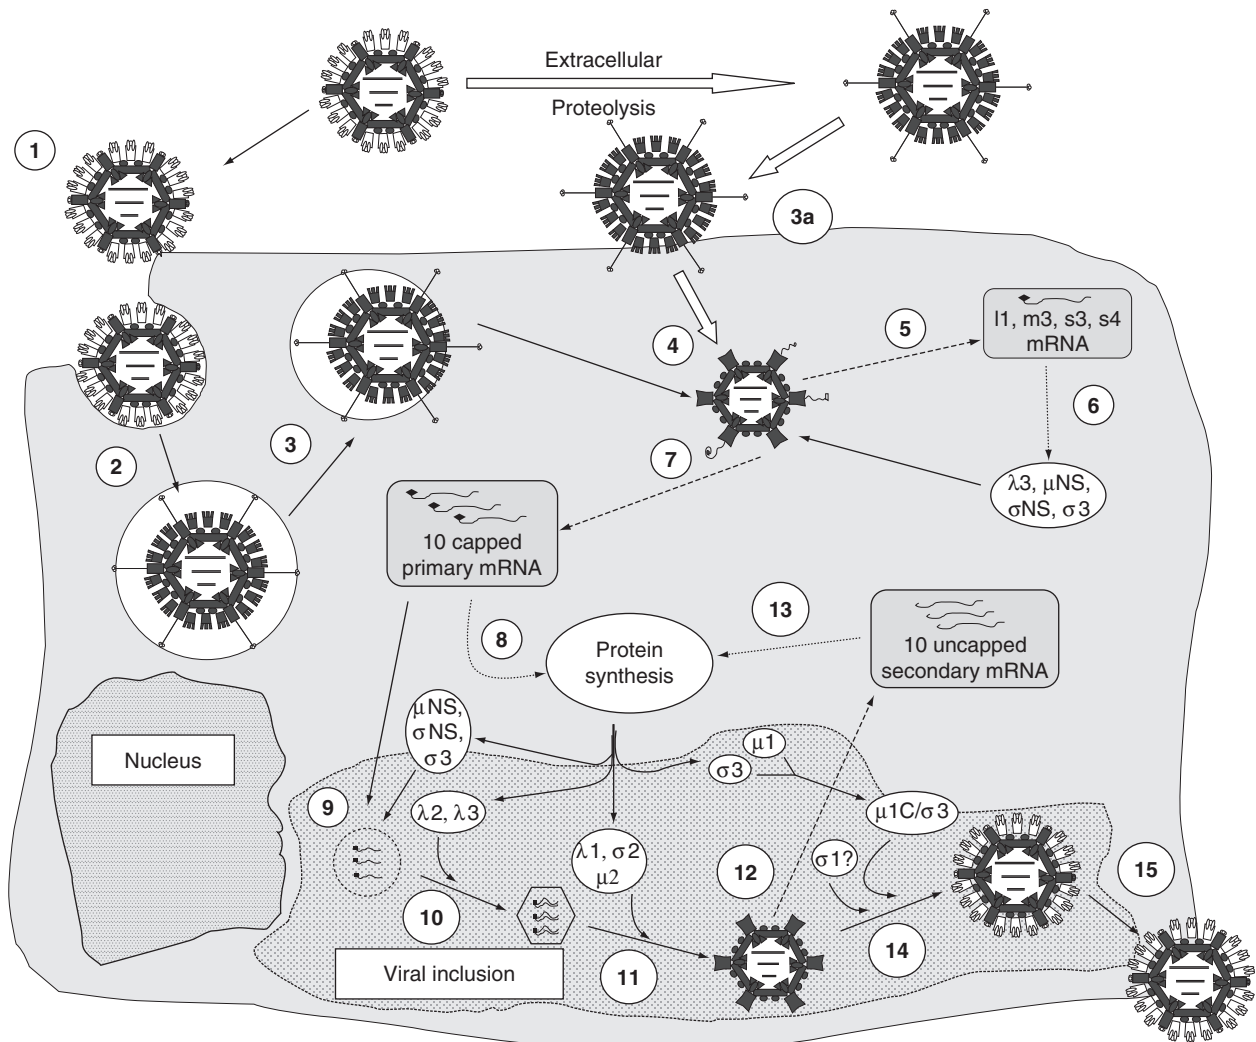 Extracellular
Proteolysis
1
3a
l1, m3, s3, s4
mRNA
5
4
6
3
2
7
λ3, μNS,
σNS, σ3
10 capped
primary mRNA
13
8
Protein
synthesis
10 uncapped
secondary mRNA
μNS,
σNS,
σ3
Nucleus
μ1
σ3
9
λ2, λ3
μ1C/σ3
λ1, σ2
μ2
12
σ1?
15
10
14
11
Viral inclusion